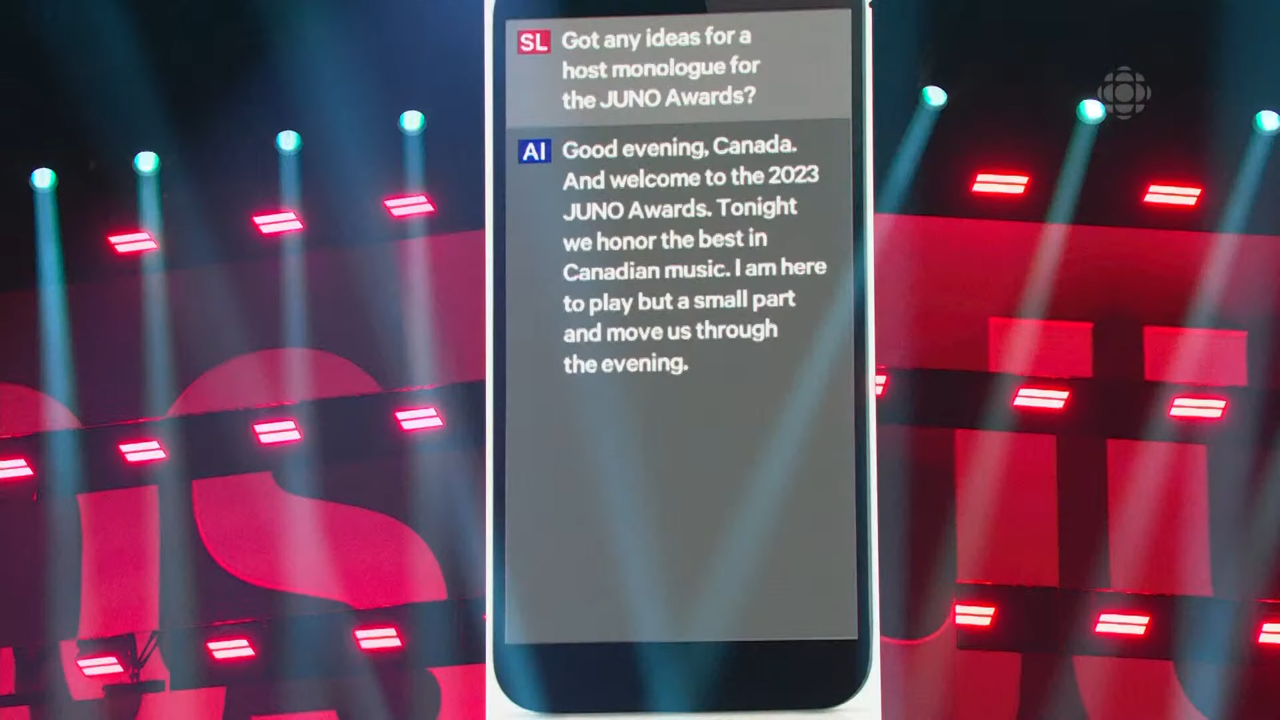 SL
Got any ideas for a
host monologue for
the JUNO Awards?
AI
Good evening, Canada.
And welcome to the 2023
JUNO Awards. Tonight
we honor the best in
Canadian music. I am here
to play but a small part
and move us through
the evening.